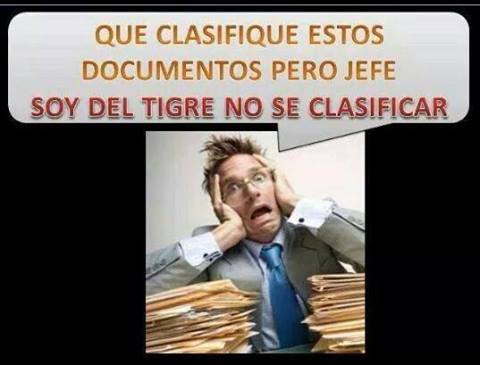 QUE CLASIFIQUE ESTOS
DOCUMENTOS PERO JEFE
SOY DEL TIGRE NO SE CLASIFICAR